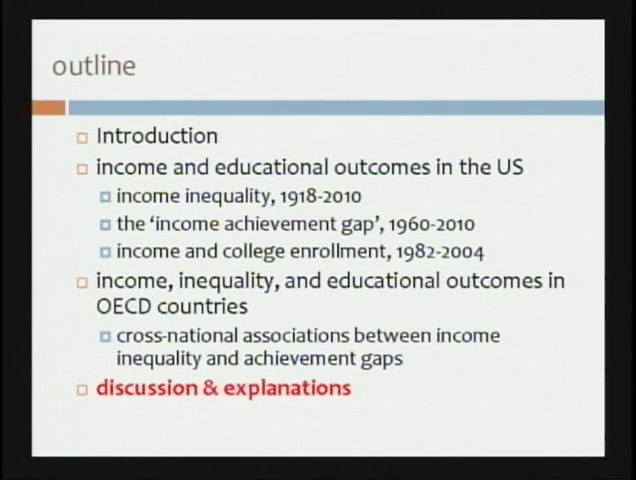 outline
Introduction
income and educational outcomes in the US
income inequality, 1918-2010
the 'income achievement gap', 1960-2010
income and college enrollment, 1982-2004
income, inequality, and educational outcomes in
OECD countries
cross-national associations between income
inequality and achievement gaps
discussion & explanations